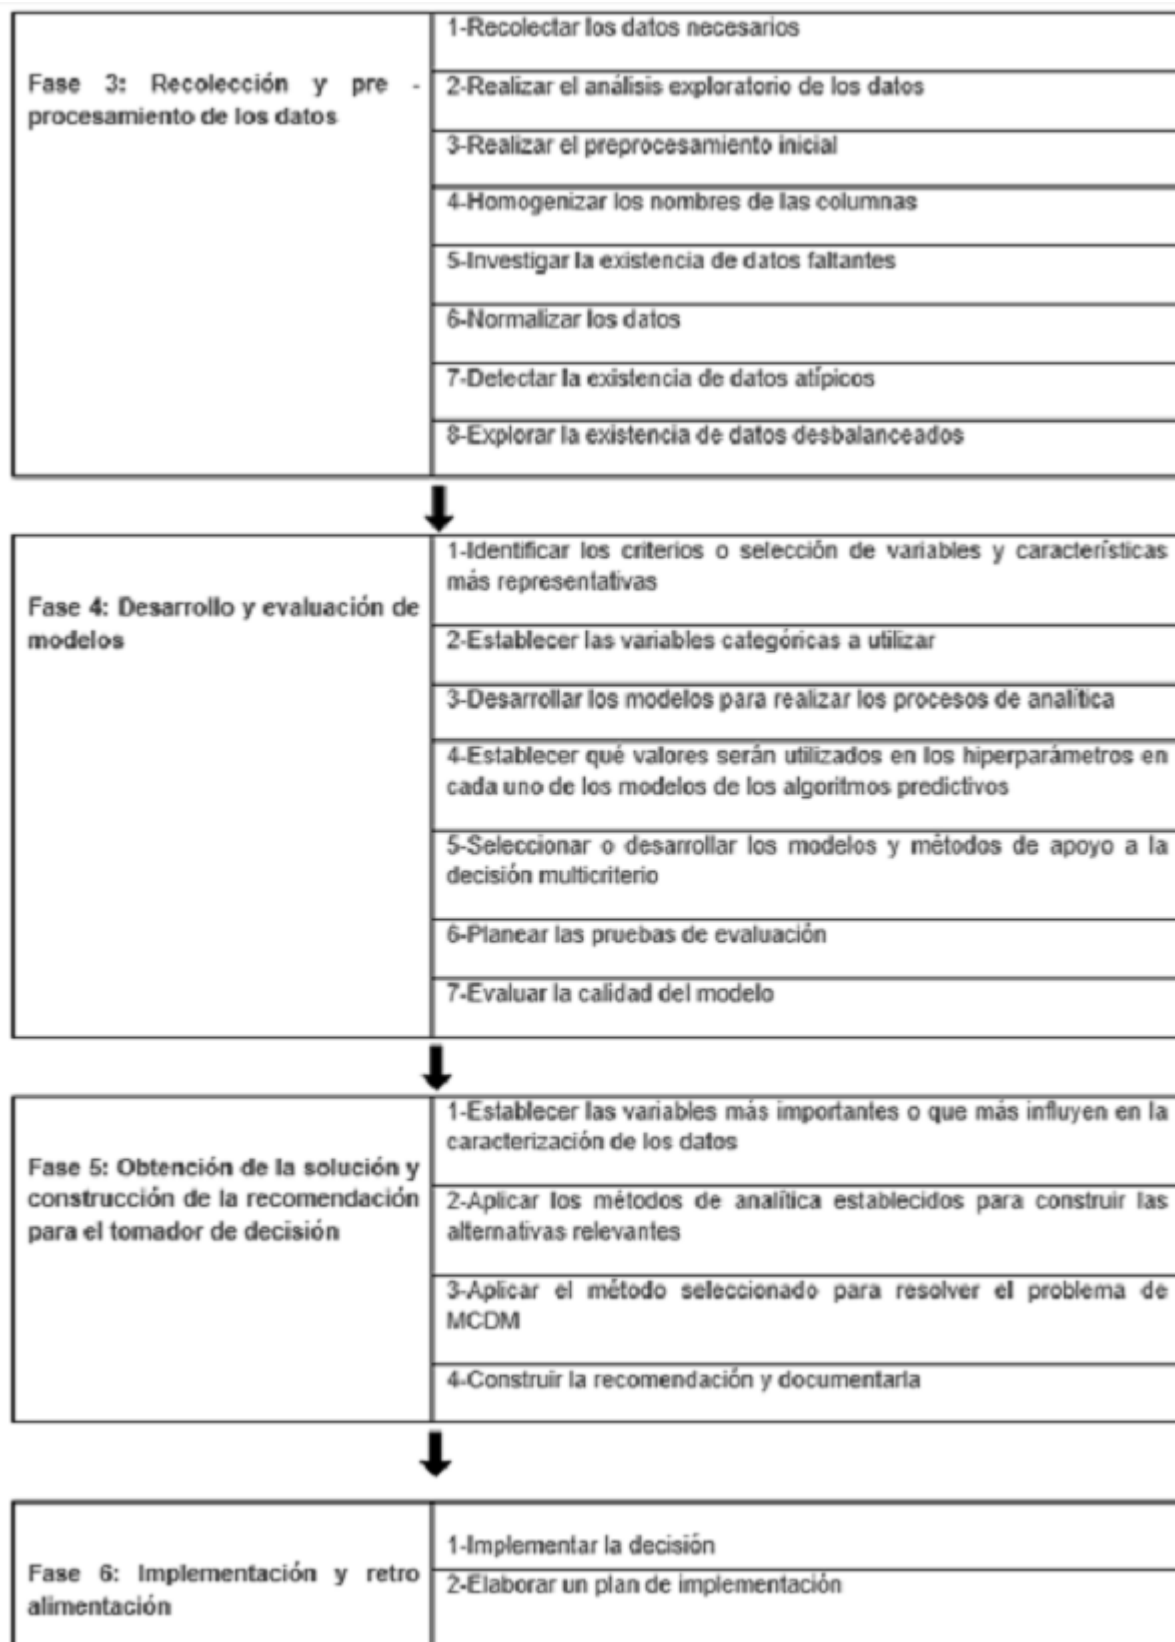 Fase 3: Recolección y pre -
procesamiento de los datos
1-Recolectar los datos necesarios
2-Realizar el análisis exploratorio de los datos
3-Realizar el preprocesamiento inicial
4-Homogenizar los nombres de las columnas
5-Investigar la existencia de datos faltantes
6-Normalizar los datos
7-Detectar la existencia de datos atípicos
8-Explorar la existencia de datos desbalanceados
Fase 4: Desarrollo y evaluación de
modelos
1-Identificar los criterios o selección de variables y características
más representativas
2-Establecer las variables categóricas a utilizar
3-Desarrollar los modelos para realizar los procesos de analítica
4-Establecer qué valores serán utilizados en los hiperparámetros en
cada uno de los modelos de los algoritmos predictivos
5-Seleccionar o desarrollar los modelos y métodos de apoyo a la
decisión multicriterio
6-Planear las pruebas de evaluación
7-Evaluar la calidad del modelo
Fase 5: Obtención de la solución y
construcción de la recomendación
para el tomador de decisión
1-Establecer las variables más importantes o que más influyen en la
caracterización de los datos
2-Aplicar los métodos de analítica establecidos para construir las
alternativas relevantes
3-Aplicar el método seleccionado para resolver el problema de
MCDM
4-Construir la recomendación y documentarla
Fase 6: Implementación y retro
alimentación
1-Implementar la decisión
2-Elaborar un plan de implementación